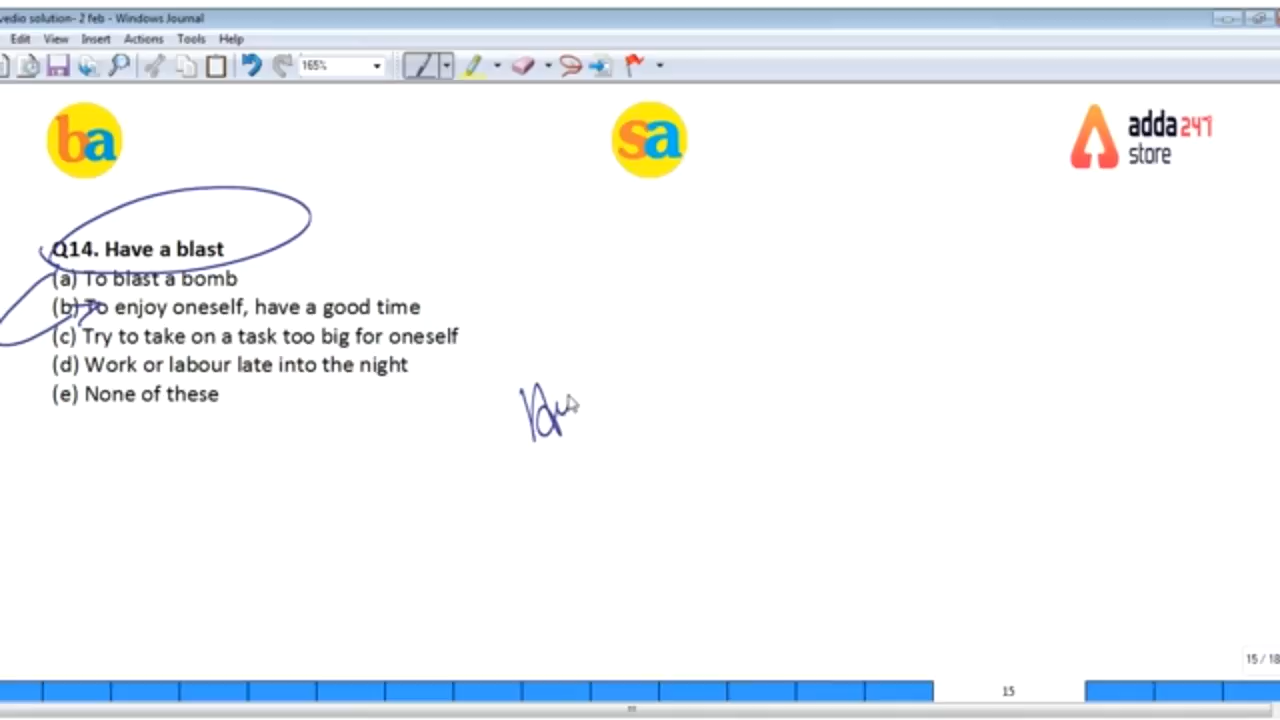 vedio solution- 2 feb - Windows Journal
Edit View Insert Actions Tools Help
165%
ba
sa
adda 247
store
Q14. Have a blast
(a) To blast a bomb
(b) To enjoy oneself, have a good time
(c) Try to take on a task too big for oneself
(d) Work or labour late into the night
(e) None of these
15 / 18
15